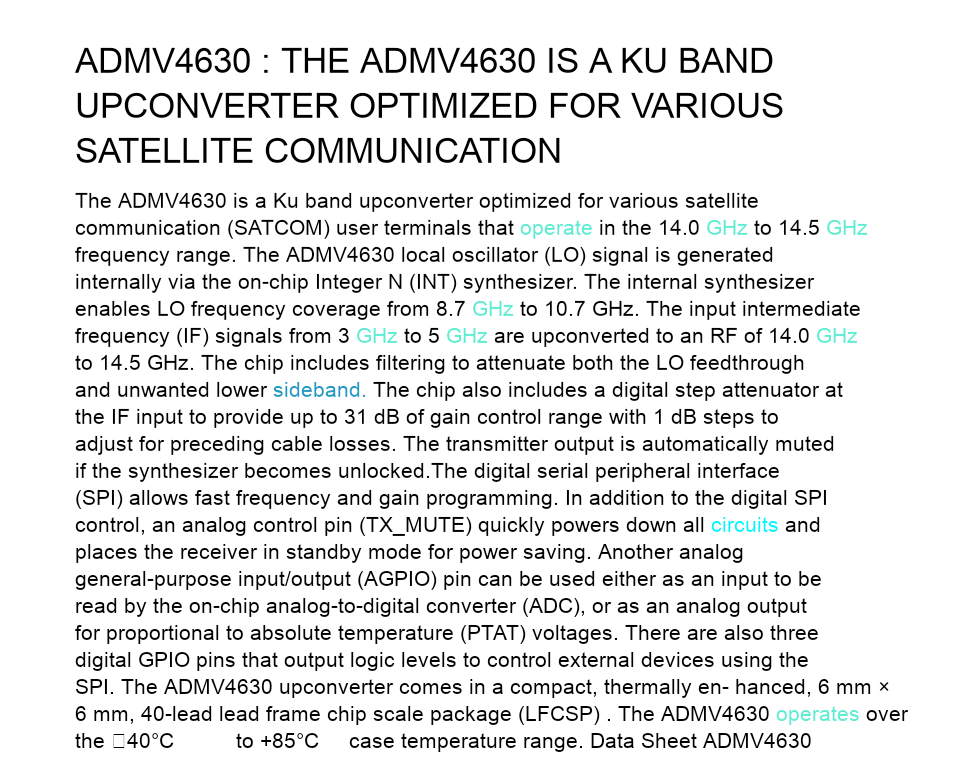 ADMV4630 : THE ADMV4630 IS A KU BAND
UPCONVERTER OPTIMIZED FOR VARIOUS
SATELLITE COMMUNICATION
The ADMV4630 is a Ku band upconverter optimized for various satellite
communication (SATCOM) user terminals that operate in the 14.0 GHz to 14.5 GHz
frequency range. The ADMV4630 local oscillator (LO) signal is generated
internally via the on-chip Integer N (INT) synthesizer. The internal synthesizer
enables LO frequency coverage from 8.7 GHz to 10.7 GHz. The input intermediate
frequency (IF) signals from 3 GHz to 5 GHz are upconverted to an RF of 14.0 GHz
to 14.5 GHz. The chip includes filtering to attenuate both the LO feedthrough
and unwanted lower sideband. The chip also includes a digital step attenuator at
the IF input to provide up to 31 dB of gain control range with 1 dB steps to
adjust for preceding cable losses. The transmitter output is automatically muted
if the synthesizer becomes unlocked.The digital serial peripheral interface
(SPI) allows fast frequency and gain programming. In addition to the digital SPI
control, an analog control pin (TX_MUTE) quickly powers down all circuits and
places the receiver in standby mode for power saving. Another analog
general-purpose input/output (AGPIO) pin can be used either as an input to be
read by the on-chip analog-to-digital converter (ADC), or as an analog output
for proportional to absolute temperature (PTAT) voltages. There are also three
digital GPIO pins that output logic levels to control external devices using the
SPI. The ADMV4630 upconverter comes in a compact, thermally en- hanced, 6 mm ×
6 mm, 40-lead lead frame chip scale package (LFCSP) . The ADMV4630 operates over
the □40°C to +85°C case temperature range. Data Sheet ADMV4630